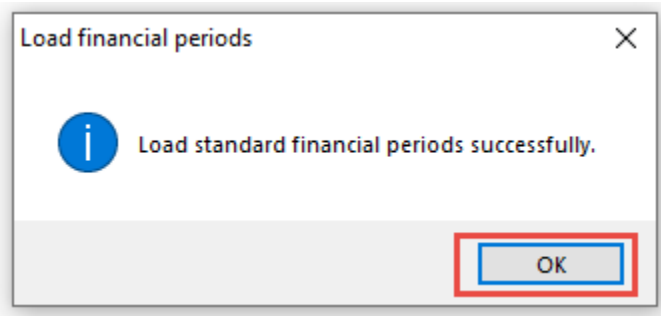 Load financial periods
Load standard financial periods successfully.
OK